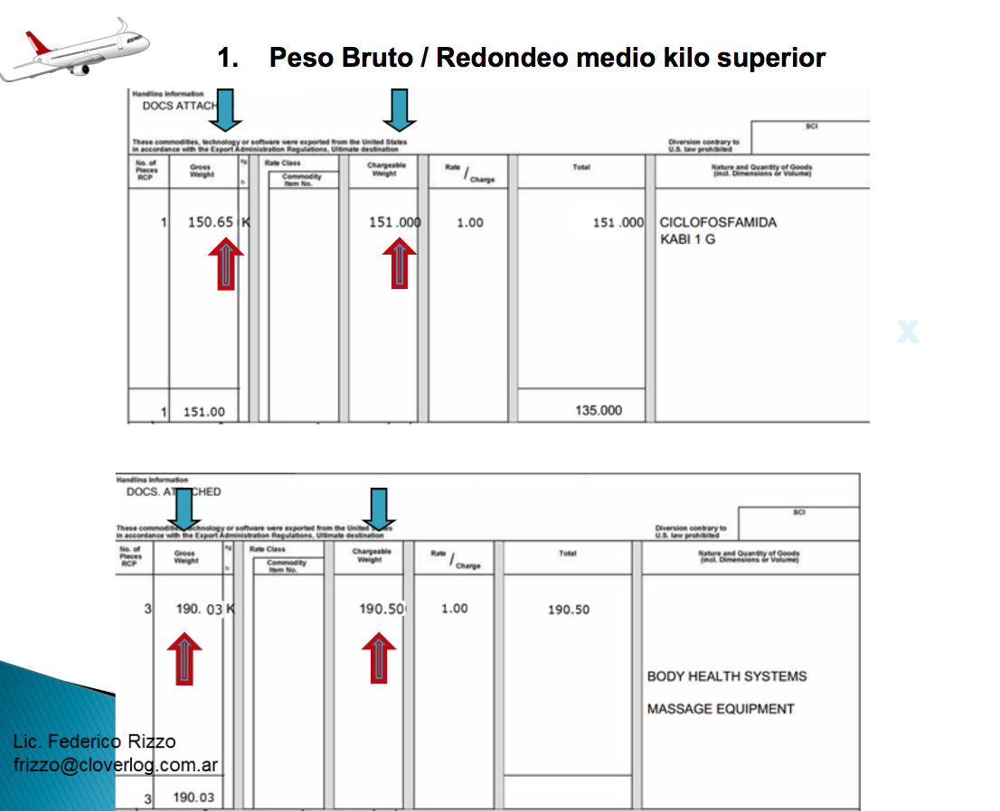 1. Peso Bruto / Redondeo medio kilo superior
Handling Information
DOCS ATTACH
SCI
These commodities, technology or software were exported from the United States
in accordance with the Export Administration Regulations, Ultimate destination
Diversion contrary to
U.S. law prohibited
No. of
Pieces
RCP
Gross
Weight
Kg
lb
Rate Class
Commodity
Item No.
Chargeable
Weight
Rate / Charge
Total
Nature and Quantity of Goods
(incl. Dimensions or Volume)
1 150.65 K 151 .000 1.00 151 .000 CICLOFOSFAMIDA
KABI 1 G
X
1 151.00 135.000
Handling Information
DOCS. AT CHED
SCI
These commodities, technology or software were exported from the United States
in accordance with the Export Administration Regulations, Ultimate destination
Diversion contrary to
U.S. law prohibited
No. of
Pieces
RCP
Gross
Weight
Kg
lb
Rate Class
Commodity
Item No.
Chargeable
Weight
Rate / Charge
Total
Nature and Quantity of Goods
(incl. Dimensions or Volume)
3 190. 03 K 190.50 1.00 190.50
BODY HEALTH SYSTEMS
MASSAGE EQUIPMENT
Lic. Federico Rizzo
frizzo@cloverlog.com.ar
3 190.03